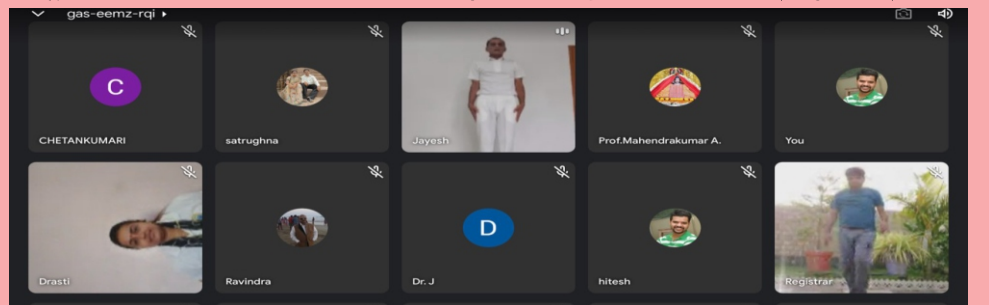 gas-eemz-rqi
C
CHETANKUMARI
satrughna
Jayesh
Prof.Mahendrakumar A.
You
Drasti
Ravindra
D
Dr. J
hitesh
Registrar